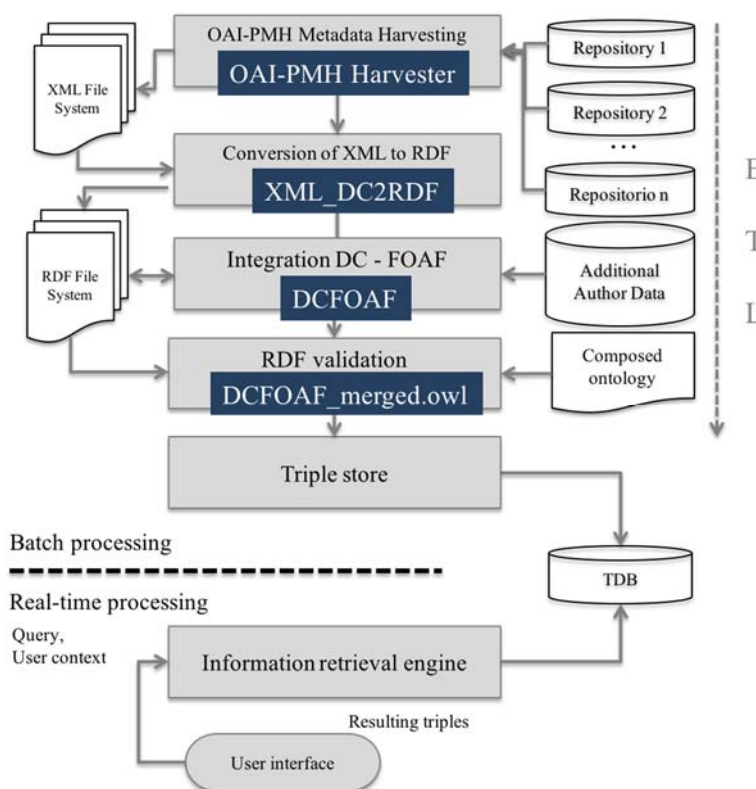 OAI-PMH Metadata Harvesting
OAI-PMH Harvester
Repository 1
XML File
System
Repository 2
...
Conversion of XML to RDF
XML_DC2RDF
Repositorio n
E
T
L
RDF File
System
Integration DC - FOAF
DCFOAF
Additional
Author Data
RDF validation
DCFOAF_merged.owl
Composed
ontology
Triple store
Batch processing
TDB
Real-time processing
Query,
User context
Information retrieval engine
Resulting triples
User interface